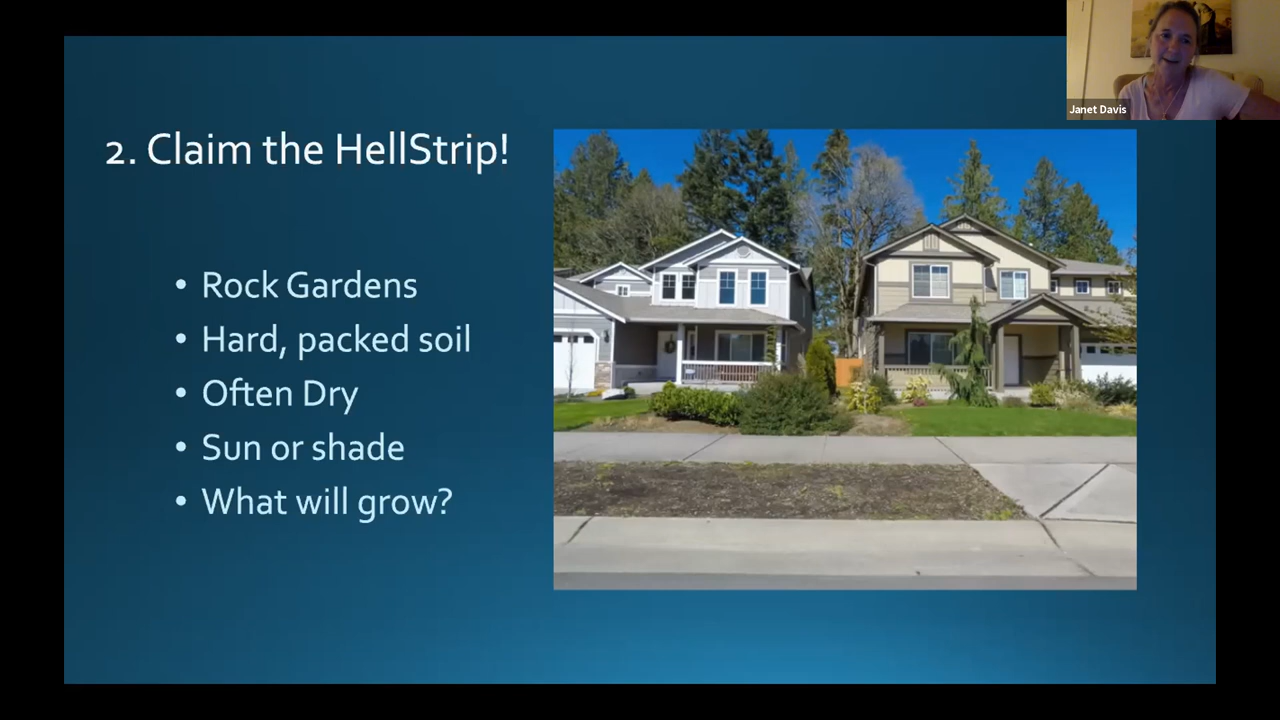 2. Claim the HellStrip!
• Rock Gardens
• Hard, packed soil
• Often Dry
• Sun or shade
• What will grow?
Janet Davis